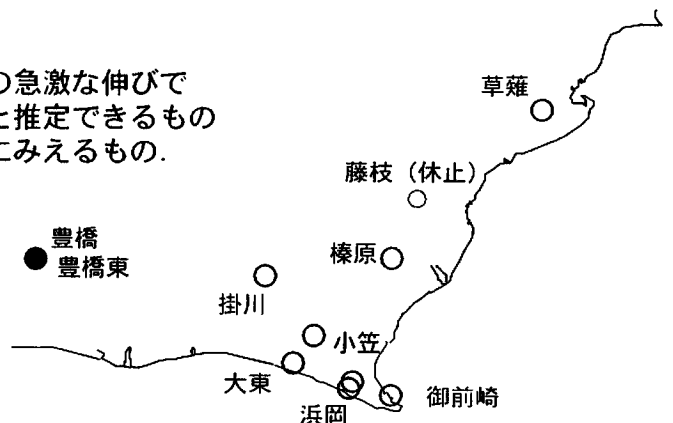 の急激な伸びで
と推定できるもの
にみえるもの.
草薙
藤枝（休止）
豊橋
豊橋東
榛原
掛川
小笠
大東
浜岡
御前崎